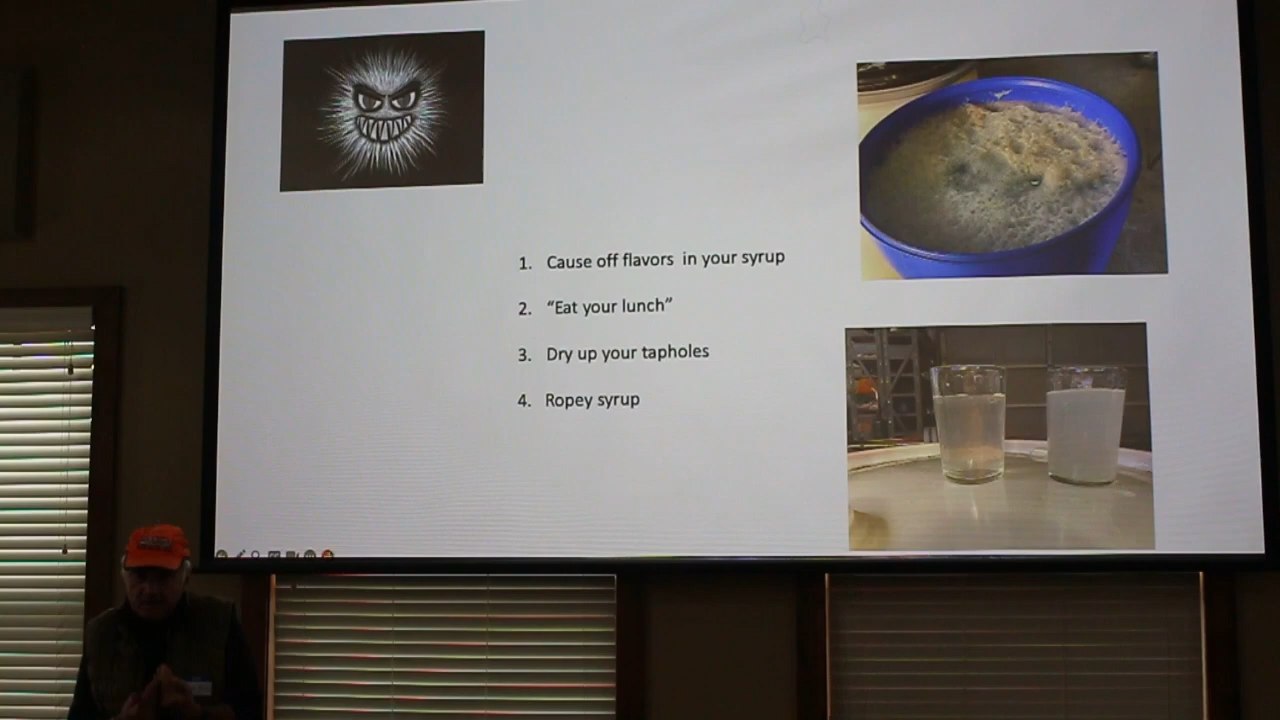 1. Cause off flavors in your syrup
2. “Eat your lunch”
3. Dry up your tapholes
4. Ropey syrup